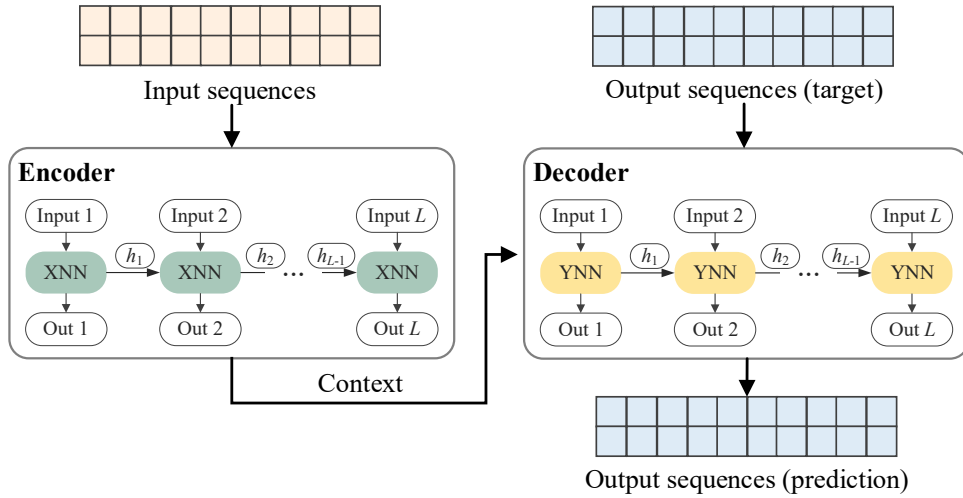 Input sequences
Output sequences (target)
Encoder
Input 1
Input 2
Input L
XNN
h1
XNN
h2
...
hL-1
XNN
Out 1
Out 2
Out L
Context
Decoder
Input 1
Input 2
Input L
YNN
h1
YNN
h2
...
hL-1
YNN
Out 1
Out 2
Out L
Output sequences (prediction)